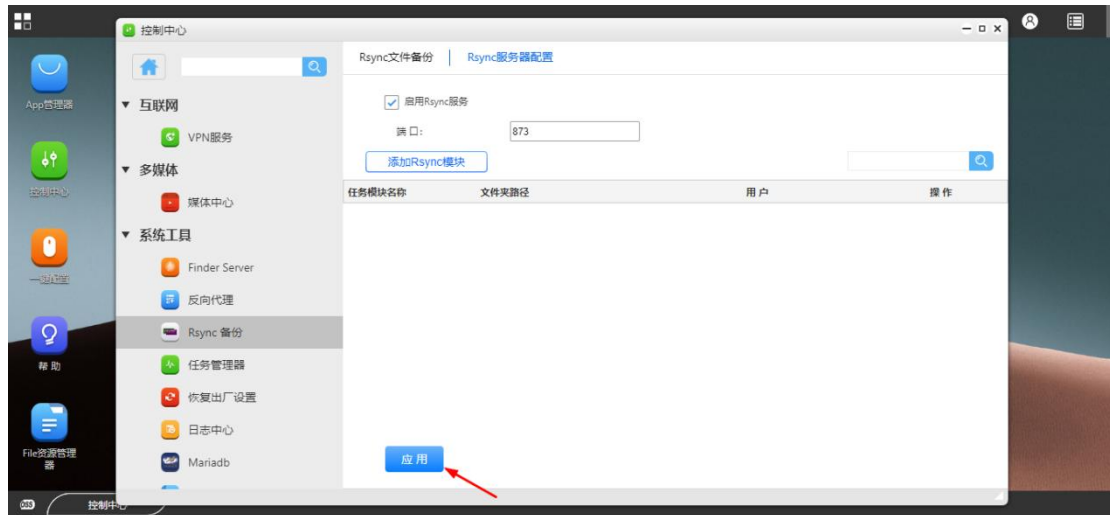 控制中心
App管理器
控制中心
一键配置
帮 助
File资源管理
器
互联网
VPN服务
多媒体
媒体中心
系统工具
Finder Server
反向代理
Rsync 备份
任务管理器
恢复出厂设置
日志中心
Mariadb
Rsync文件备份
Rsync服务器配置
启用Rsync服务
端 口:
873
添加Rsync模块
任务模块名称 文件夹路径 用 户 操 作
应 用
控制中心